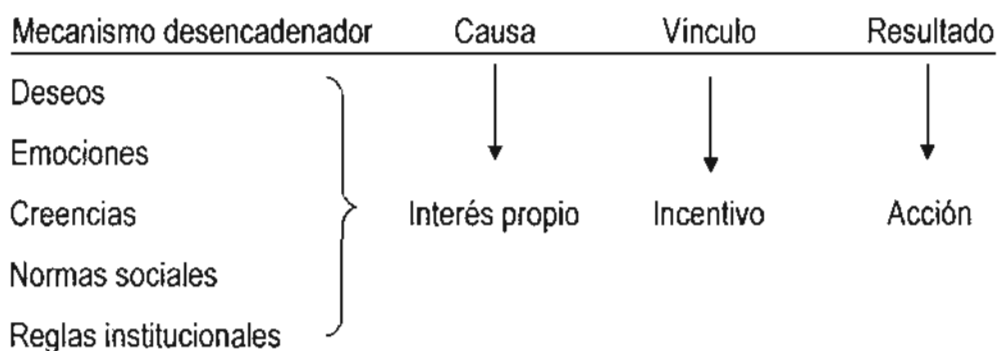 Mecanismo desencadenador Causa Vínculo Resultado
Deseos
Emociones
Creencias Interés propio Incentivo Acción
Normas sociales
Reglas institucionales